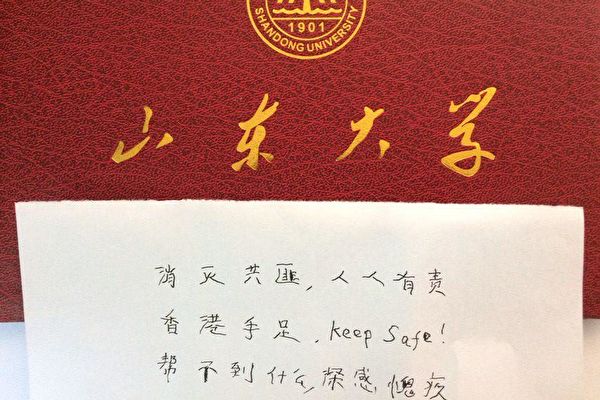 SHANDONG UNIVERSITY
1901
山东大学
消灭共匪，人人有责
香港手足，keep Safe!
帮不到什么，深感愧疚